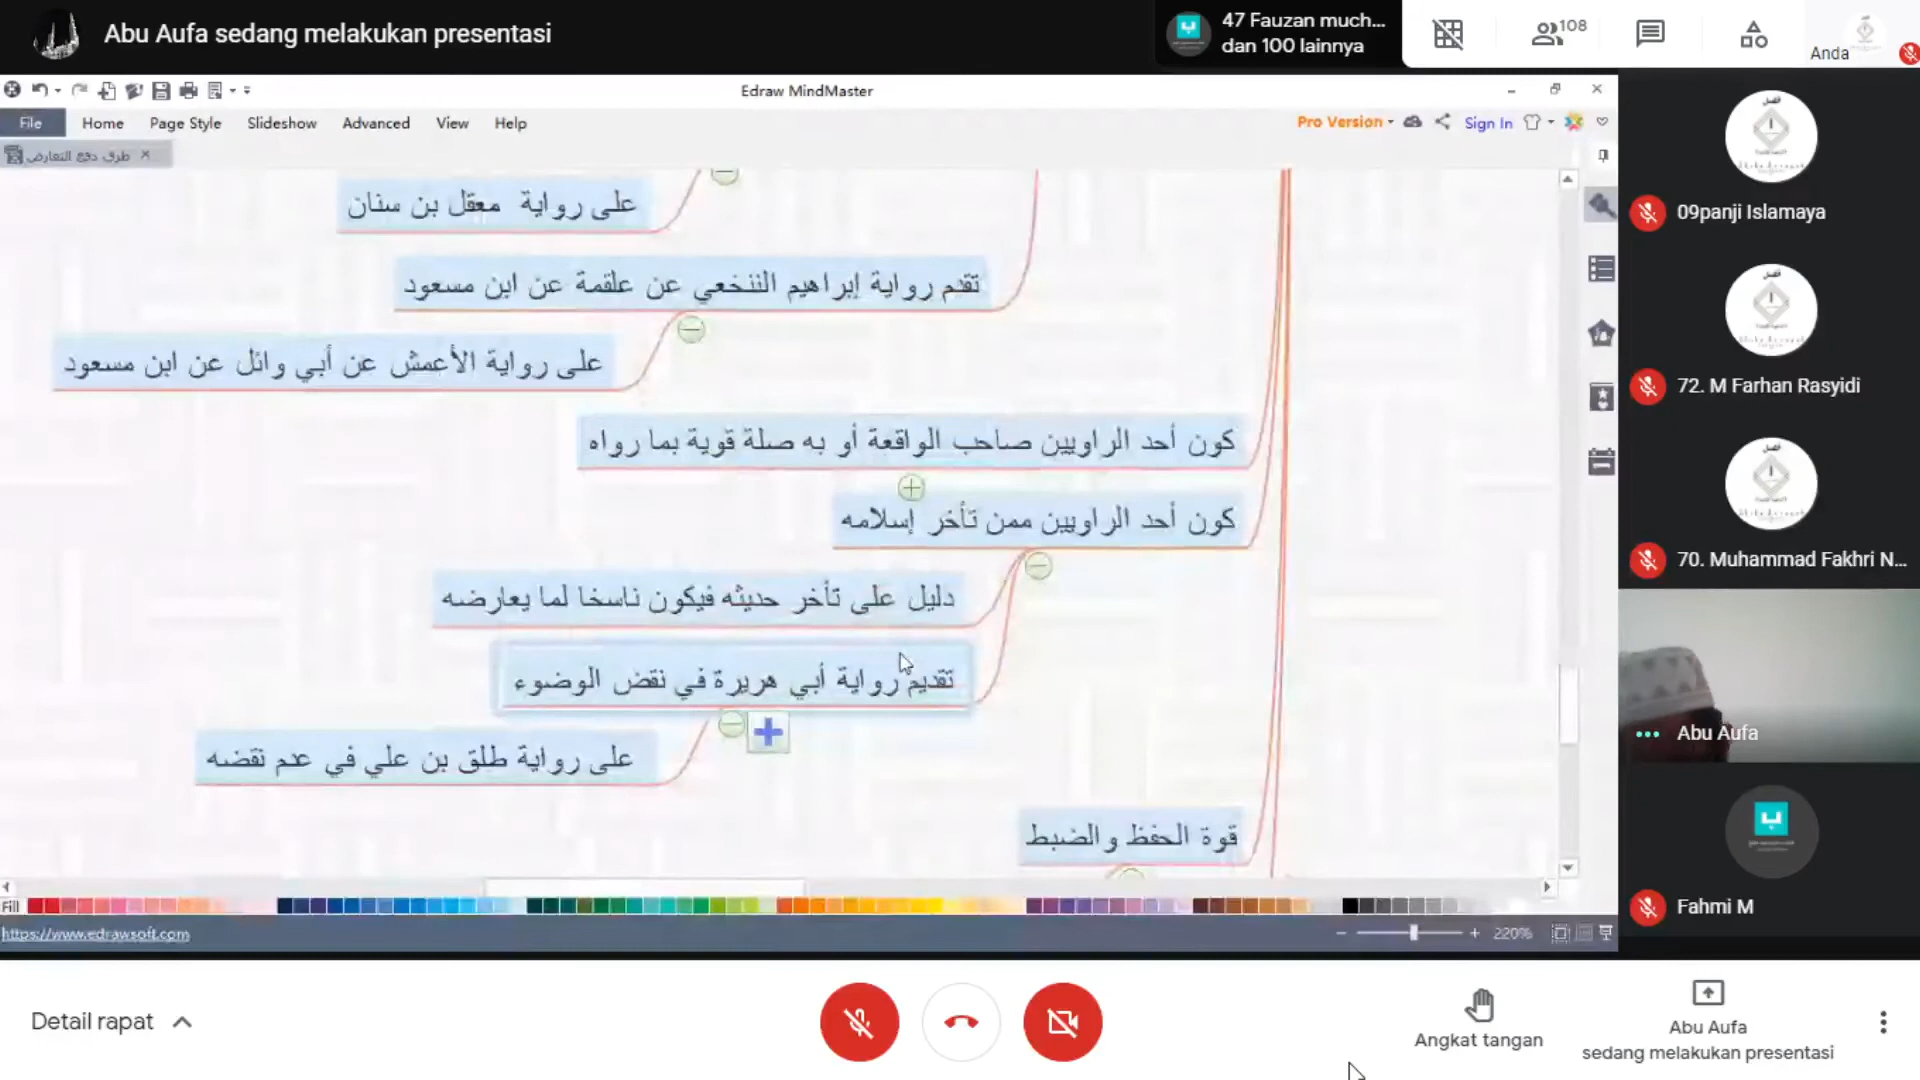 Abu Aufa sedang melakukan presentasi
47 Fauzan much...
dan 100 lainnya
108
Anda
Edraw MindMaster
File
Home
Page Style
Slideshow
Advanced
View
Help
Pro Version
Sign In
طرق دفع التعارض
على رواية معقل بن سنان
تقدم رواية إبراهيم النخعي عن علقمة عن ابن مسعود
على رواية الأعمش عن أبي وائل عن ابن مسعود
كون أحد الراويين صاحب الواقعة أو به صلة قوية بما رواه
كون أحد الراويين ممن تأخر إسلامه
دليل على تأخر حديثه فيكون ناسخا لما يعارضه
تقديم رواية أبي هريرة في نقض الوضوء
على رواية طلق بن علي في عدم نقضه
قوة الحفظ والضبط
Fill
https://www.edrawsoft.com
220%
09panji Islamaya
72. M Farhan Rasyidi
70. Muhammad Fakhri N...
Abu Aufa
Fahmi M
Detail rapat
Angkat tangan
Abu Aufa
sedang melakukan presentasi